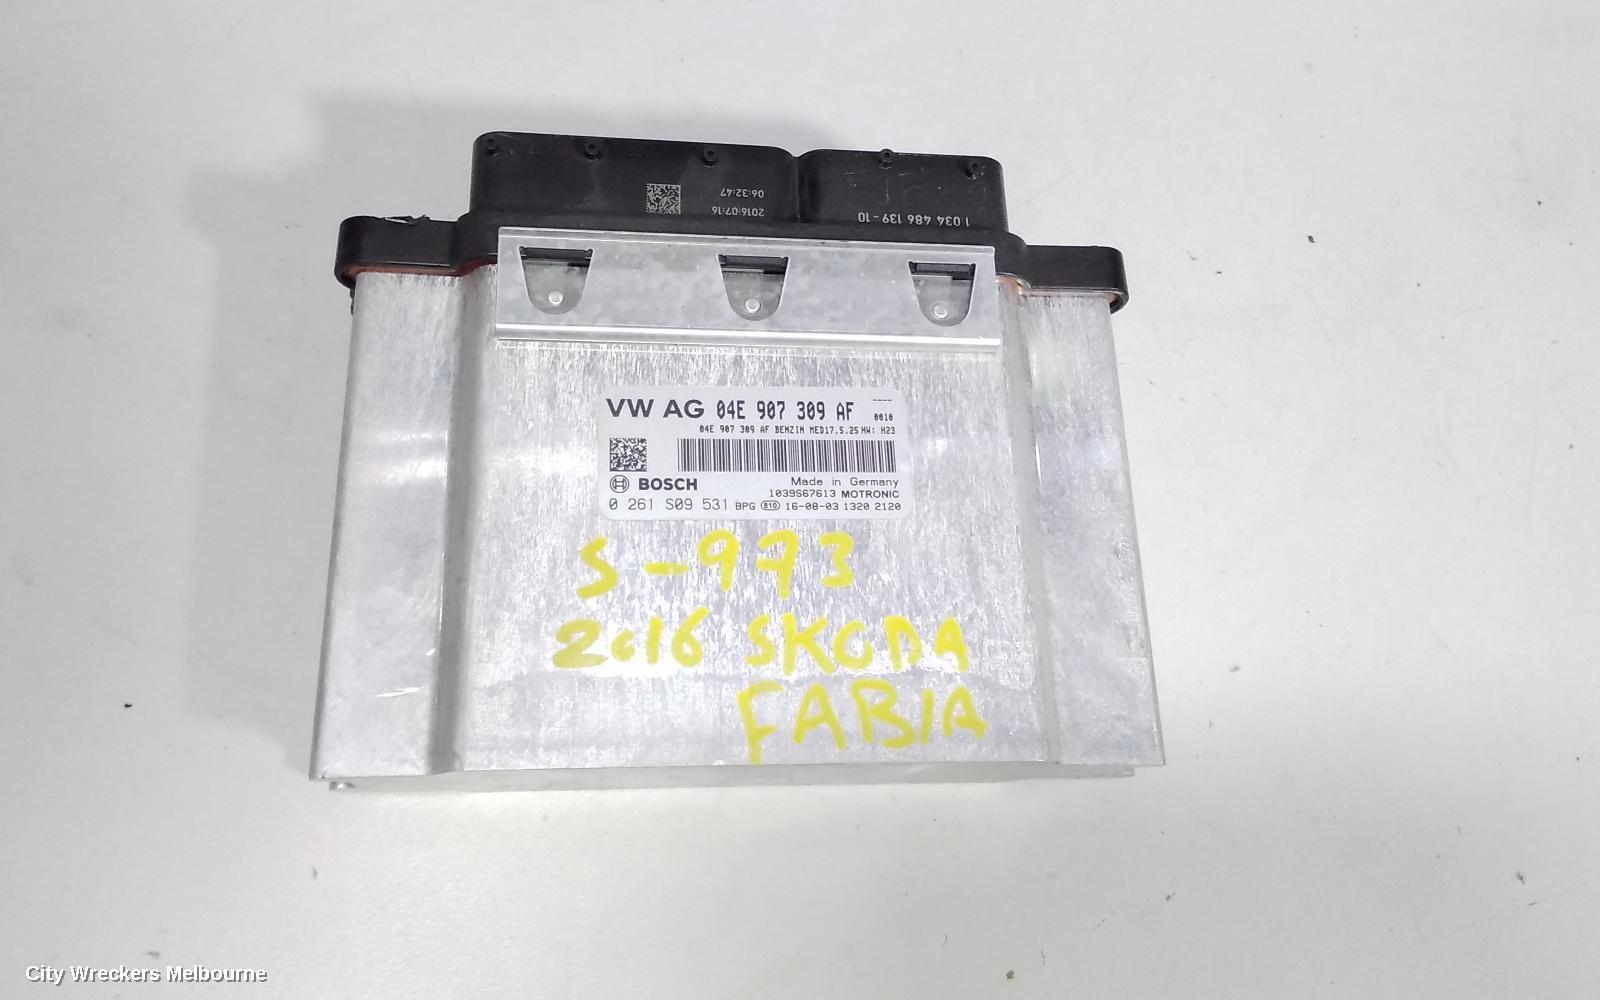 06:32:47
2016:07:16
1 034 486 139-10
VW AG 04E 907 309 AF ----
0010
04E 907 309 AF BENZIN MED17.5.25 HW: H23
BOSCH
Made in Germany
1039S67613 MOTRONIC
0 261 S09 531 BPG 810 16-08-03 1320 2120
S-973
2016 SKODA
FABIA
City Wreckers Melbourne